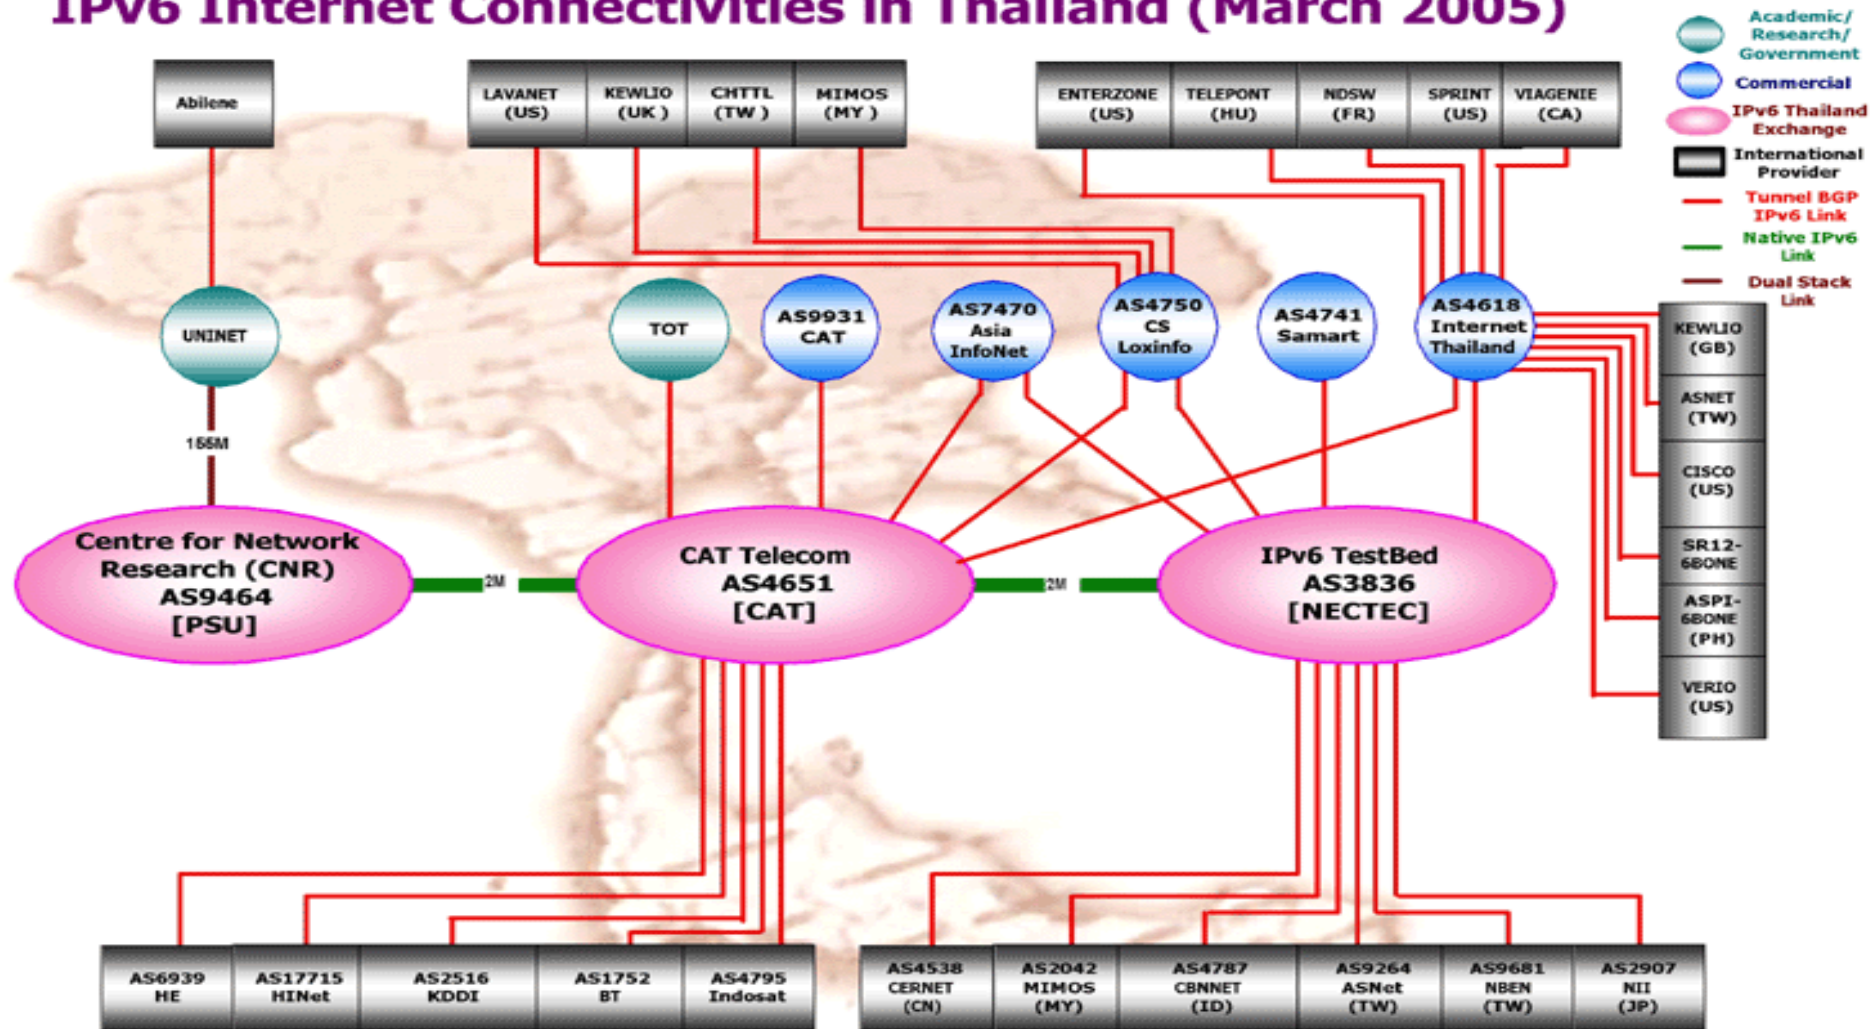 IPv6 Internet Connectivities in Thailand (March 2005)
Academic/
Research/
Government
Commercial
IPv6 Thailand
Exchange
International
Provider
Tunnel BGP
IPv6 Link
Native IPv6
Link
Dual Stack
Link
Abilene
LAVANET
(US)
KEWLIO
(UK )
CHTTL
(TW )
MIMOS
(MY )
ENTERZONE
(US)
TELEPONT
(HU)
NDSW
(FR)
SPRINT
(US)
VIAGENIE
(CA)
UNINET
TOT
AS9931
CAT
AS7470
Asia
InfoNet
AS4750
CS
Loxinfo
AS4741
Samart
AS4618
Internet
Thailand
KEWLIO
(GB)
ASNET
(TW)
CISCO
(US)
SR12-
6BONE
ASPI-
6BONE
(PH)
VERIO
(US)
155M
Centre for Network
Research (CNR)
AS9464
[PSU]
2M
CAT Telecom
AS4651
[CAT]
2M
IPv6 TestBed
AS3836
[NECTEC]
AS6939
HE
AS17715
HINet
AS2516
KDDI
AS1752
BT
AS4795
Indosat
AS4538
CERNET
(CN)
AS2042
MIMOS
(MY)
AS4787
CBNNET
(ID)
AS9264
ASNet
(TW)
AS9681
NBEN
(TW)
AS2907
NII
(JP)